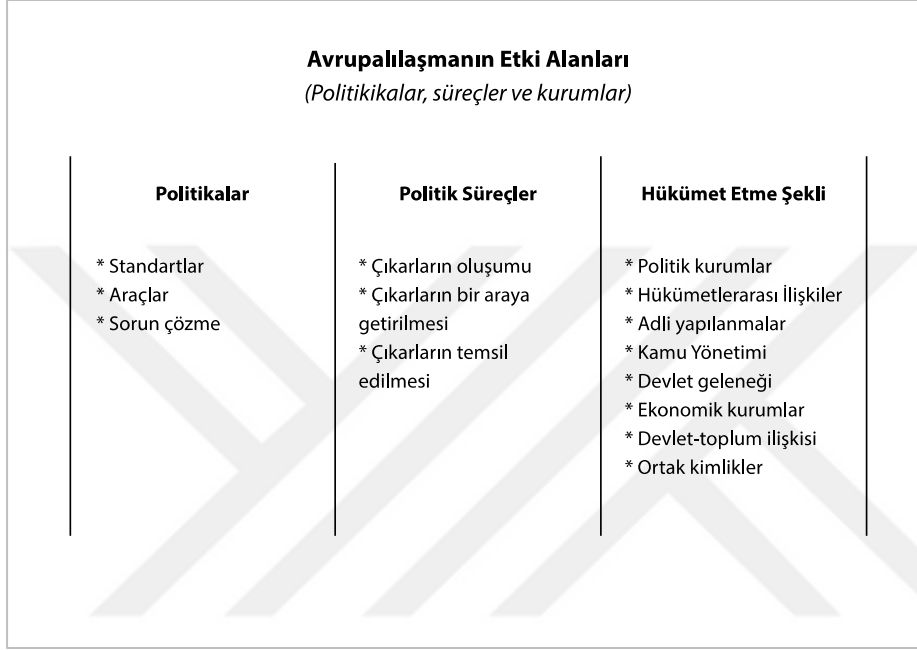 Avrupalılaşmanın Etki Alanları
(Politikikalar, süreçler ve kurumlar)
Politikalar
* Standartlar
* Araçlar
* Sorun çözme
Politik Süreçler
* Çıkarların oluşumu
* Çıkarların bir araya
getirilmesi
* Çıkarların temsil
edilmesi
Hükümet Etme Şekli
* Politik kurumlar
* Hükümetlerarası İlişkiler
* Adli yapılanmalar
* Kamu Yönetimi
* Devlet geleneği
* Ekonomik kurumlar
* Devlet-toplum ilişkisi
* Ortak kimlikler